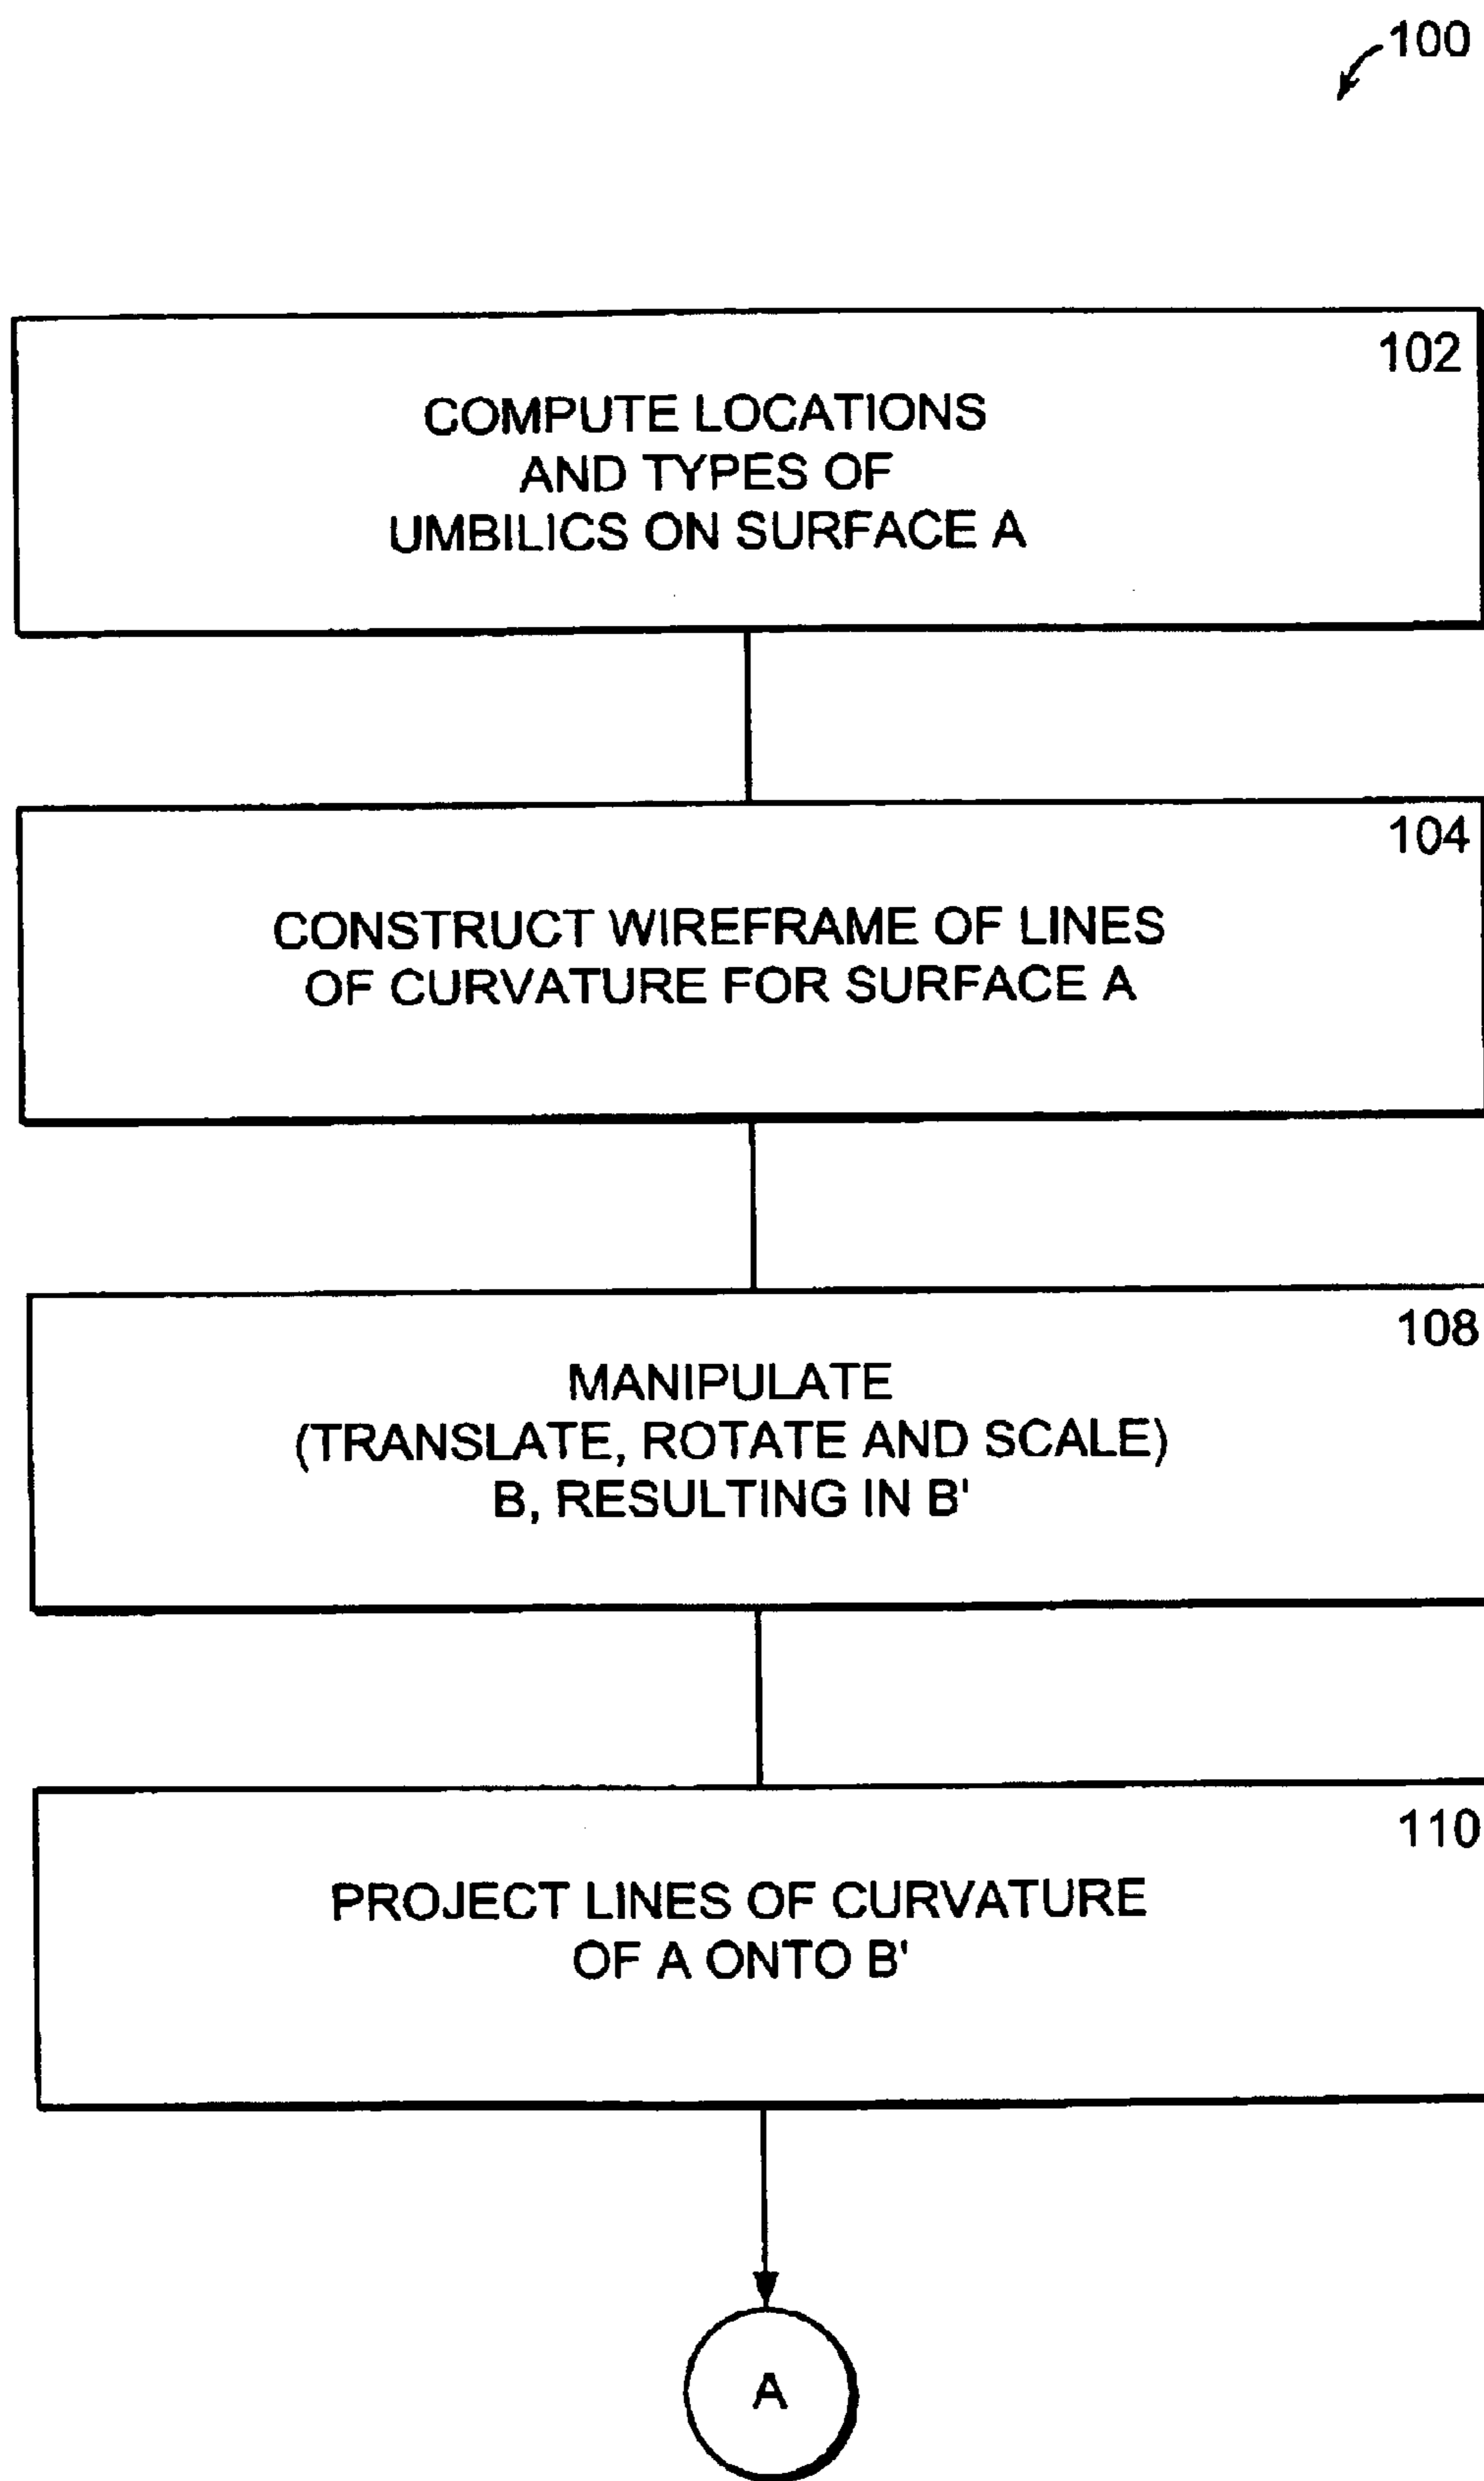 100
102
COMPUTE LOCATIONS
AND TYPES OF
UMBILICS ON SURFACE A
104
CONSTRUCT WIREFRAME OF LINES
OF CURVATURE FOR SURFACE A
108
MANIPULATE
(TRANSLATE, ROTATE AND SCALE)
B, RESULTING IN B'
110
PROJECT LINES OF CURVATURE
OF A ONTO B'
A